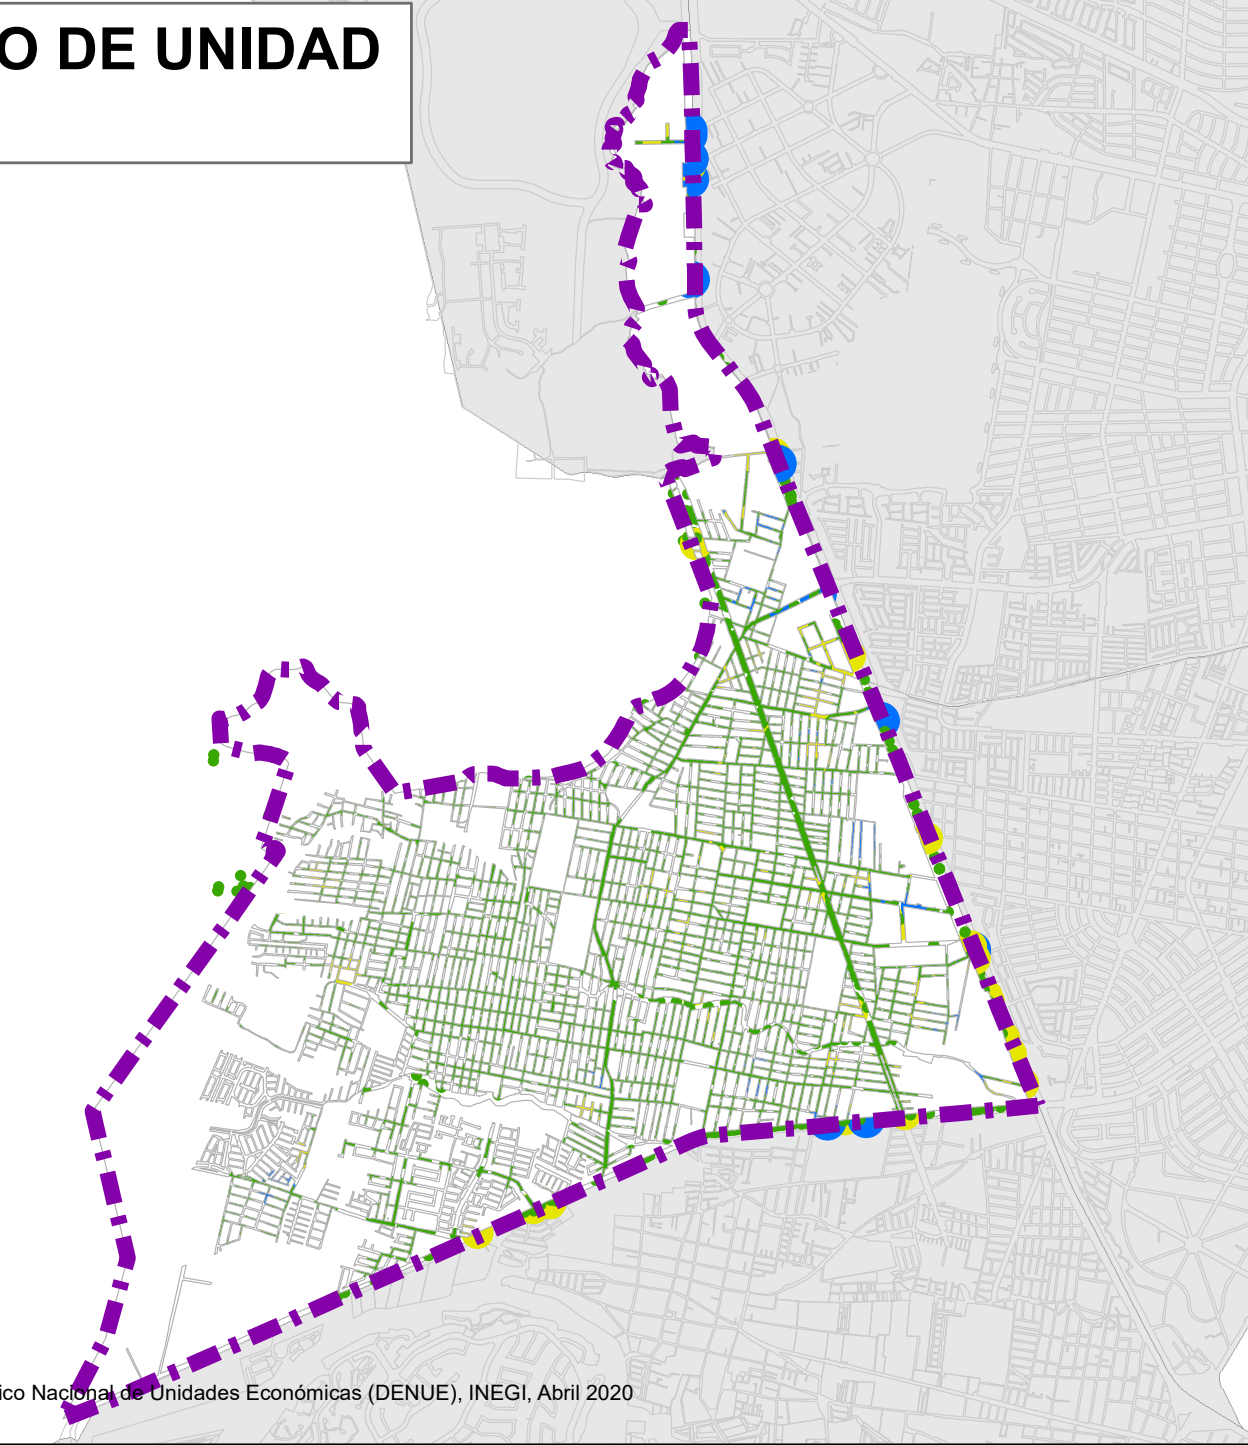 O DE UNIDAD
ico Nacional de Unidades Económicas (DENUE), INEGI, Abril 2020